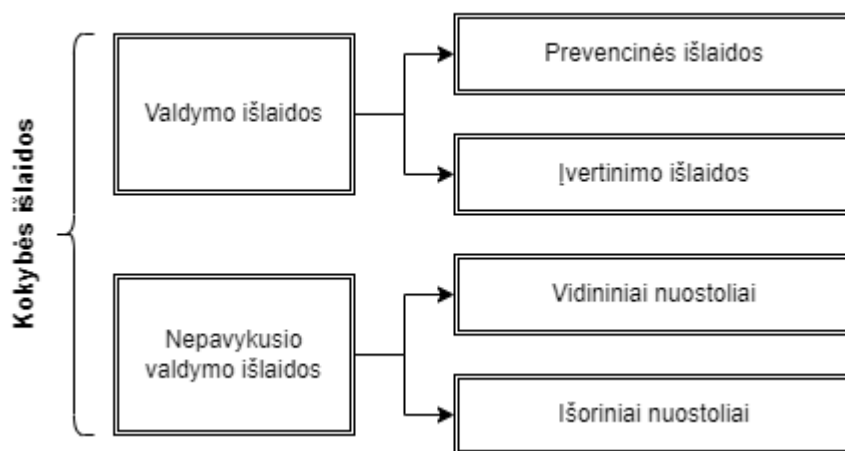 Kokybės išlaidos
Valdymo išlaidos
Prevencinės išlaidos
Įvertinimo išlaidos
Nepavykusio
valdymo išlaidos
Vidininiai nuostoliai
Išoriniai nuostoliai